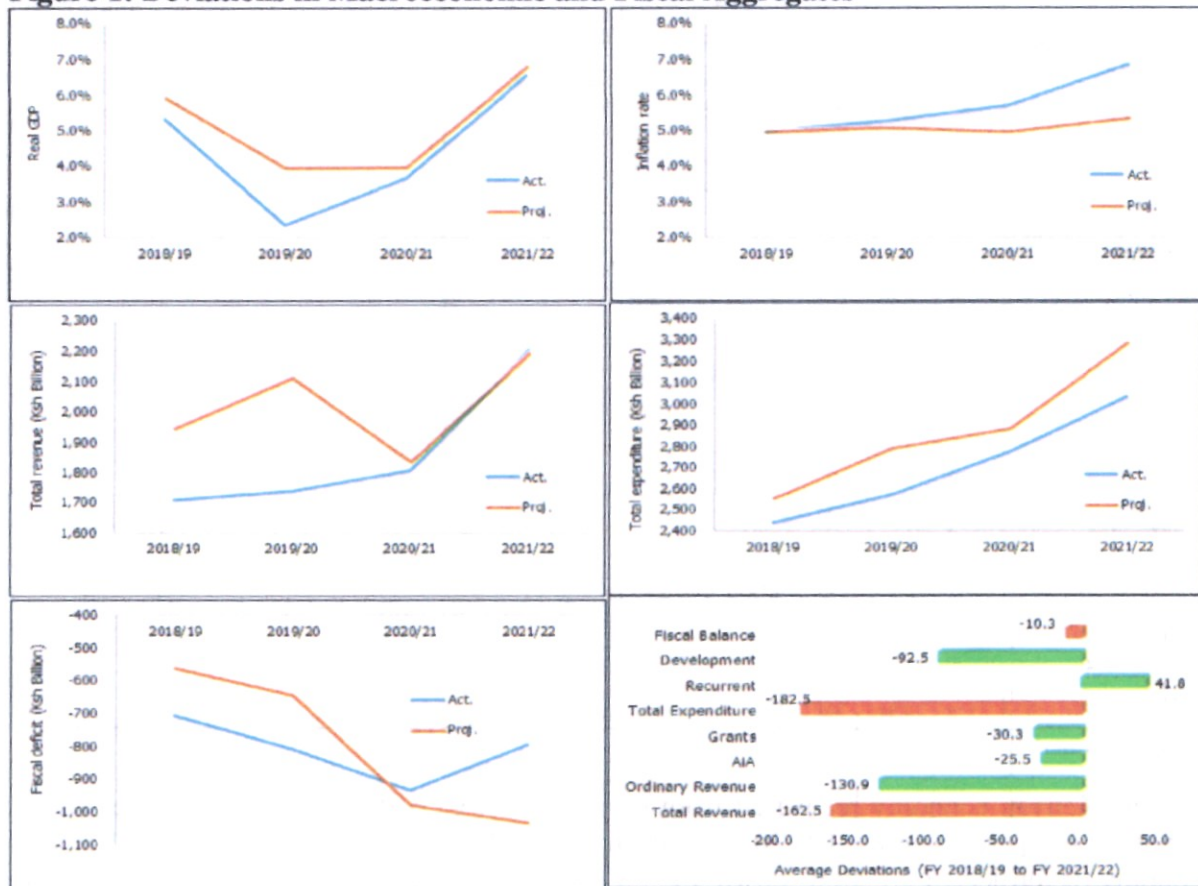 Figure 1: Deviations in Macroeconomic and Fiscal Aggregates
8.0%
7.0%
6.0%
5.0%
4.0%
3.0%
2.0%
Real GDP
Act.
Proj.
2018/19 2019/20 2020/21 2021/22
8.0%
7.0%
6.0%
5.0%
4.0%
3.0%
2.0%
Inflation rate
Act.
Proj.
2018/19 2019/20 2020/21 2021/22
2,300
2,200
2,100
2,000
1,900
1,800
1,700
1,600
Total revenue (Ksh Billion)
Act.
Proj.
2018/19 2019/20 2020/21 2021/22
3,400
3,300
3,200
3,100
3,000
2,900
2,800
2,700
2,600
2,500
2,400
Total expenditure (Ksh Billion)
Act.
Proj.
2018/19 2019/20 2020/21 2021/22
-400
-500
-600
-700
-800
-900
-1,000
-1,100
Fiscal deficit (Ksh Billion)
2018/19 2019/20 2020/21 2021/22
Act.
Proj.
Fiscal Balance -10.3
Development -92.5
Recurrent 41.8
Total Expenditure -182.5
Grants -30.3
AIA -25.5
Ordinary Revenue -130.9
Total Revenue -162.5
-200.0 -150.0 -100.0 -50.0 0.0 50.0
Average Deviations (FY 2018/19 to FY 2021/22)